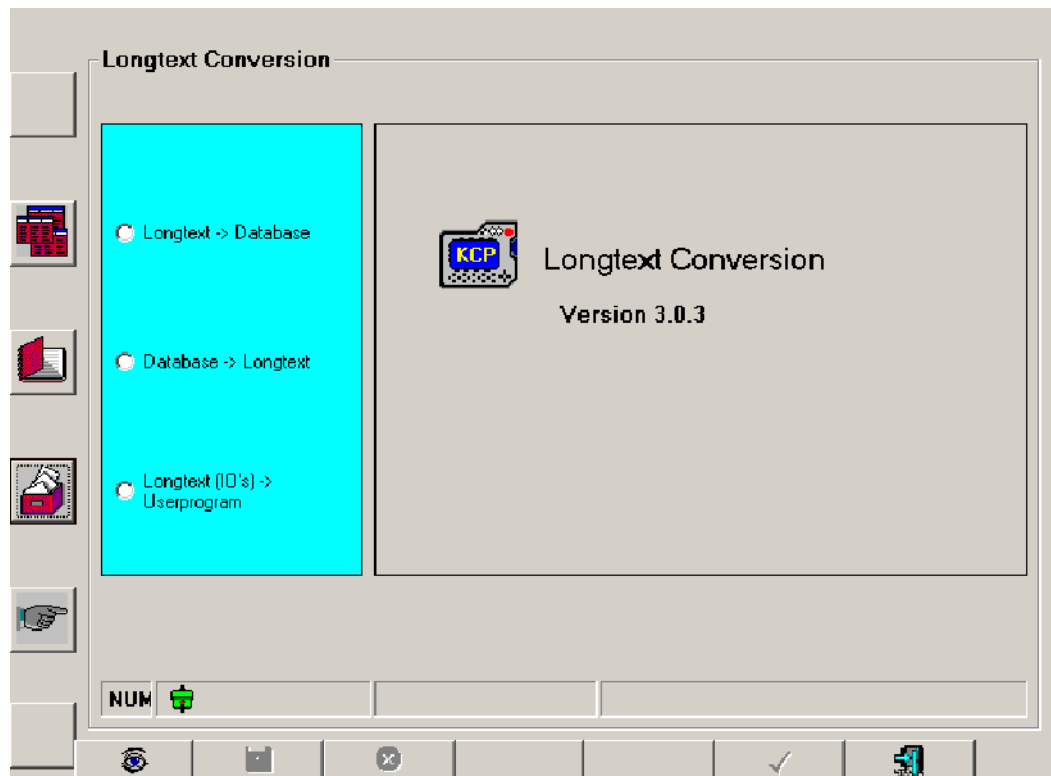 Longtext Conversion
Longtext -> Database
Database -> Longtext
Longtext (IO's) ->
Userprogram
KCP
Longtext Conversion
Version 3.0.3
NUM